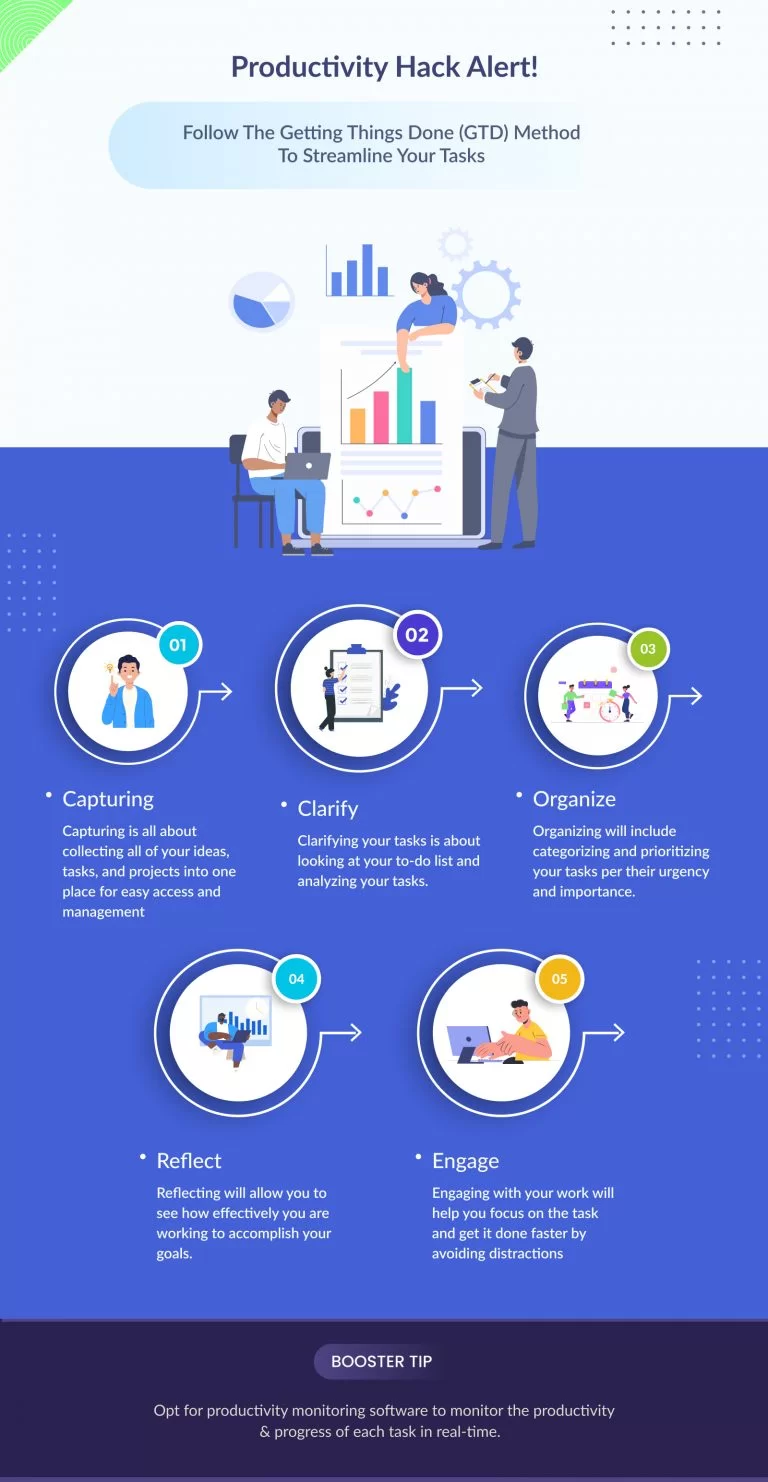 Productivity Hack Alert!
Follow The Getting Things Done (GTD) Method
To Streamline Your Tasks
01
02
03
• Capturing
Capturing is all about
collecting all of your ideas,
tasks, and projects into one
place for easy access and
management
• Clarify
Clarifying your tasks is about
looking at your to-do list and
analyzing your tasks.
• Organize
Organizing will include
categorizing and prioritizing
your tasks per their urgency
and importance.
04
05
• Reflect
Reflecting will allow you to
see how effectively you are
working to accomplish your
goals.
• Engage
Engaging with your work will
help you focus on the task
and get it done faster by
avoiding distractions
BOOSTER TIP
Opt for productivity monitoring software to monitor the productivity
& progress of each task in real-time.